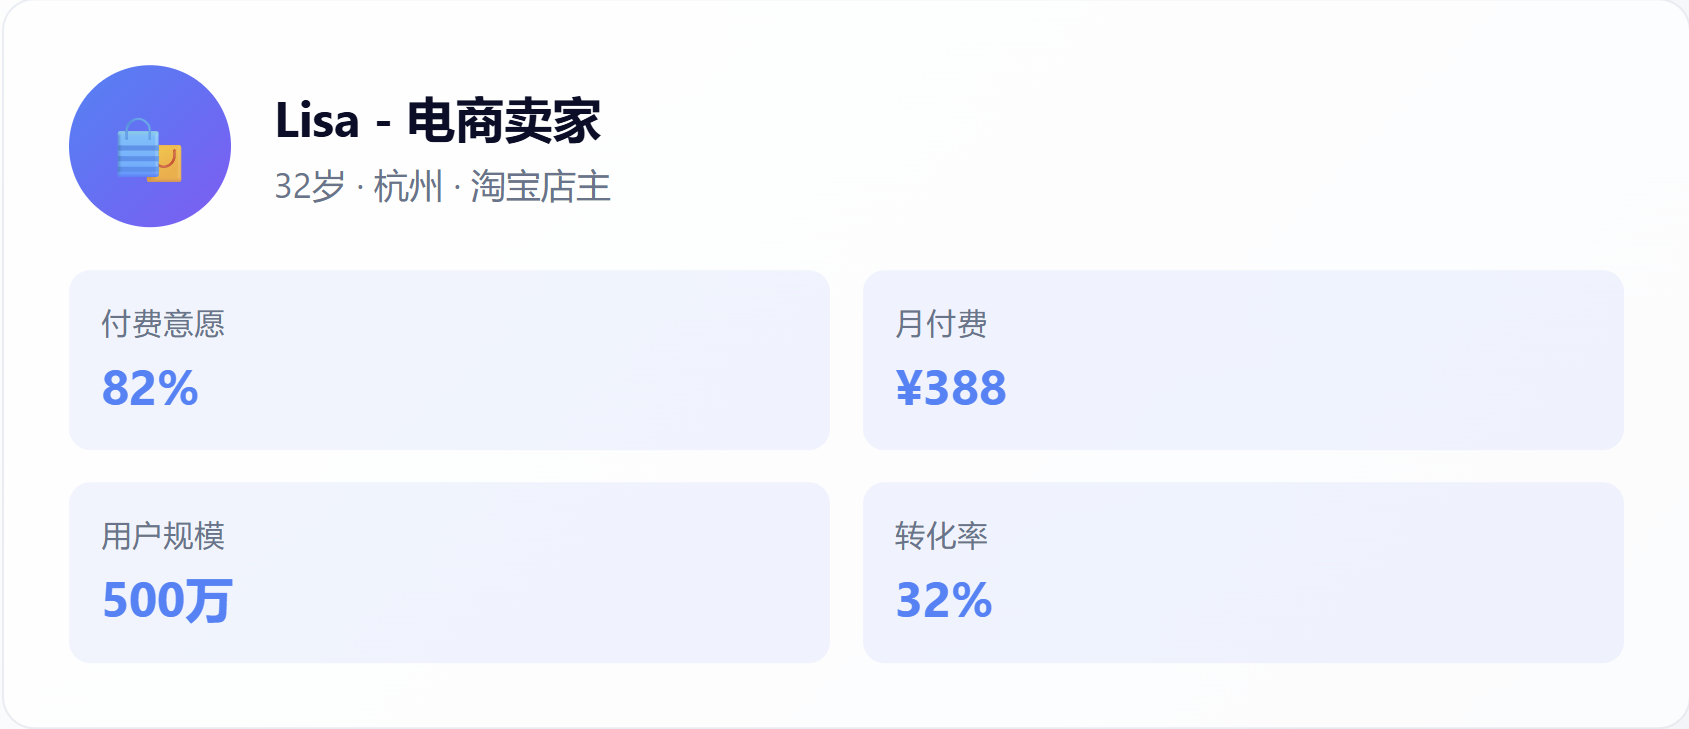 Lisa - 电商卖家
32岁 · 杭州 · 淘宝店主
付费意愿
82%
月付费
¥388
用户规模
500万
转化率
32%